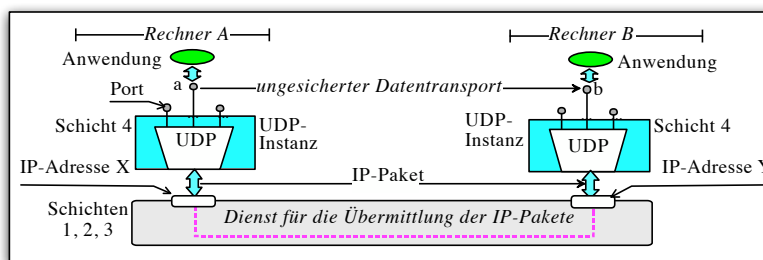 Rechner A Rechner B
Anwendung Anwendung
a ungesicherter Datentransport b
Port
Schicht 4 UDP UDP-Instanz UDP-Instanz UDP Schicht 4
IP-Adresse X IP-Paket IP-Adresse Y
Schichten 1, 2, 3 Dienst für die Übermittlung der IP-Pakete